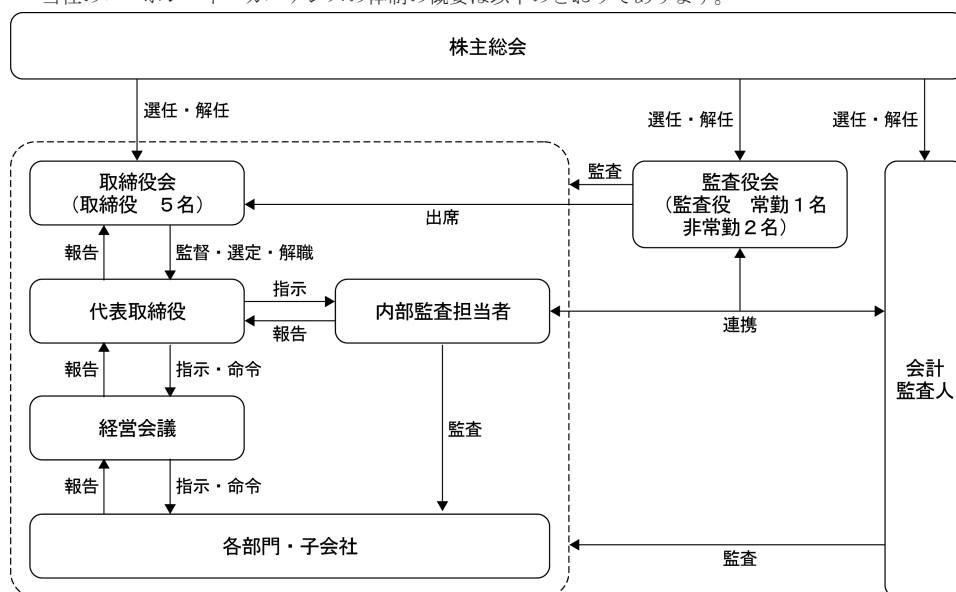 株主総会
選任・解任
選任・解任
選任・解任
取締役会
(取締役 5名)
監査
監査役会
(監査役 常勤1名
非常勤2名)
出席
報告
監督・選定・解職
代表取締役
指示
報告
内部監査担当者
連携
報告
指示・命令
会計
監査人
経営会議
監査
報告
指示・命令
各部門・子会社
監査